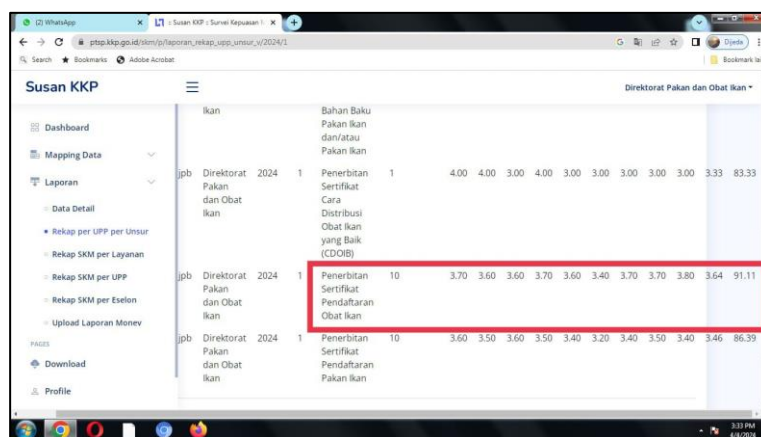 (2) WhatsApp
:: Susan KKP :: Survei Kepuasan
ptsp.kkp.go.id/skm/p/laporan_rekap_upp_unsur_v/2024/1
Dijeda
Search Bookmarks Adobe Acrobat
Bookmark lai
Susan KKP
Direktorat Pakan dan Obat Ikan
Dashboard
Mapping Data
Laporan
Data Detail
Rekap per UPP per Unsur
Rekap SKM per Layanan
Rekap SKM per UPP
Rekap SKM per Eselon
Upload Laporan Monev
PAGES
Download
Profile
Ikan Bahan Baku
Pakan Ikan
dan/atau
Pakan Ikan
jpb Direktorat 2024 1 Penerbitan 1 4.00 4.00 3.00 4.00 3.00 3.00 3.00 3.00 3.00 3.33 83.33
Pakan Sertifikat
dan Obat Cara
Ikan Distribusi
Obat Ikan
yang Baik
(CDOIB)
jpb Direktorat 2024 1 Penerbitan 10 3.70 3.60 3.60 3.70 3.60 3.40 3.70 3.70 3.80 3.64 91.11
Pakan Sertifikat
dan Obat Pendaftaran
Ikan Obat Ikan
jpb Direktorat 2024 1 Penerbitan 10 3.60 3.50 3.60 3.50 3.40 3.20 3.40 3.50 3.40 3.46 86.39
Pakan Sertifikat
dan Obat Pendaftaran
Ikan Pakan Ikan
3:33 PM
4/4/2024